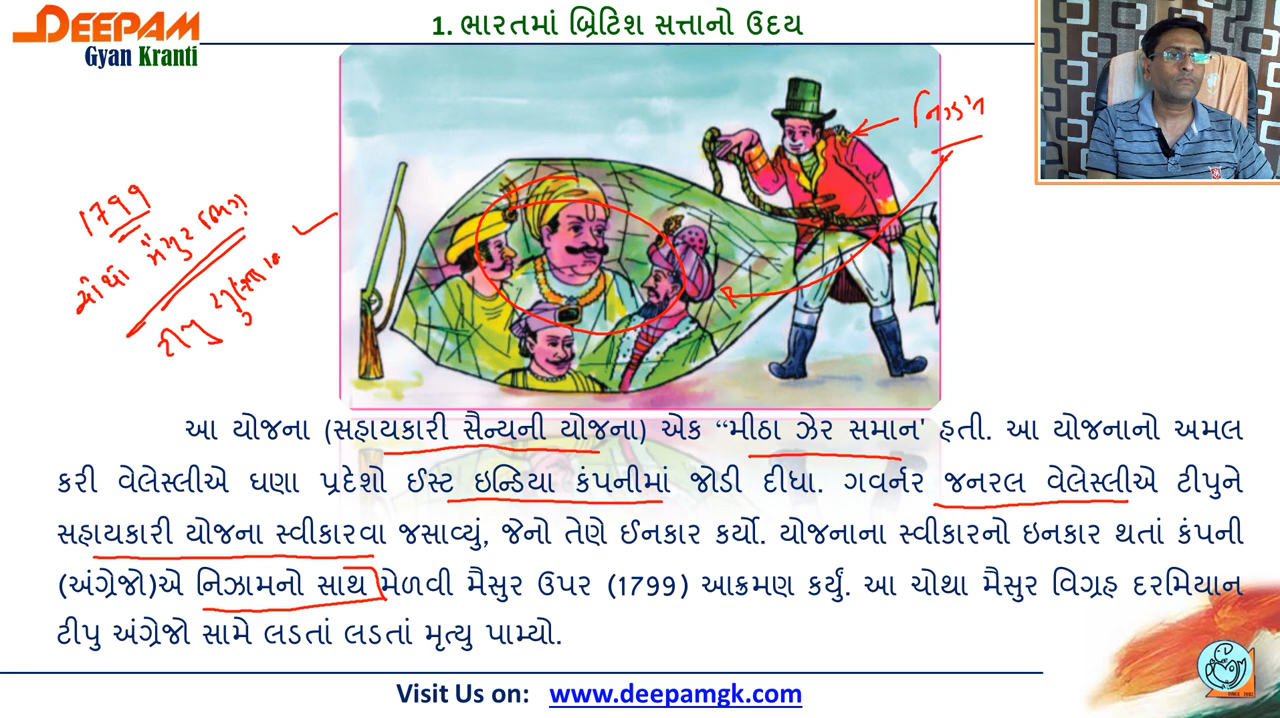 DEEPAM
Gyan Kranti
1. ભારતમાં બ્રિટિશ સત્તાનો ઉદય
1799
ચોથો મૈસુર વિગ્રહ
ટીપુ સુલતાન
આ યોજના (સહાયકારી સૈન્યની યોજના) એક “મીઠા ઝેર સમાન' હતી. આ યોજનાનો અમલ
કરી વેલેસ્લીએ ઘણા પ્રદેશો ઈસ્ટ ઇન્ડિયા કંપનીમાં જોડી દીધા. ગવર્નર જનરલ વેલેસ્લીએ ટીપુને
સહાયકારી યોજના સ્વીકારવા જસાવ્યું, જેનો તેણે ઈનકાર કર્યો. યોજનાના સ્વીકારનો ઇનકાર થતાં કંપની
(અંગ્રેજો)એ નિઝામનો સાથ મેળવી મૈસુર ઉપર (1799) આક્રમણ કર્યું. આ ચોથા મૈસુર વિગ્રહ દરમિયાન
ટીપુ અંગ્રેજો સામે લડતાં લડતાં મૃત્યુ પામ્યો.
Visit Us on: www.deepamgk.com